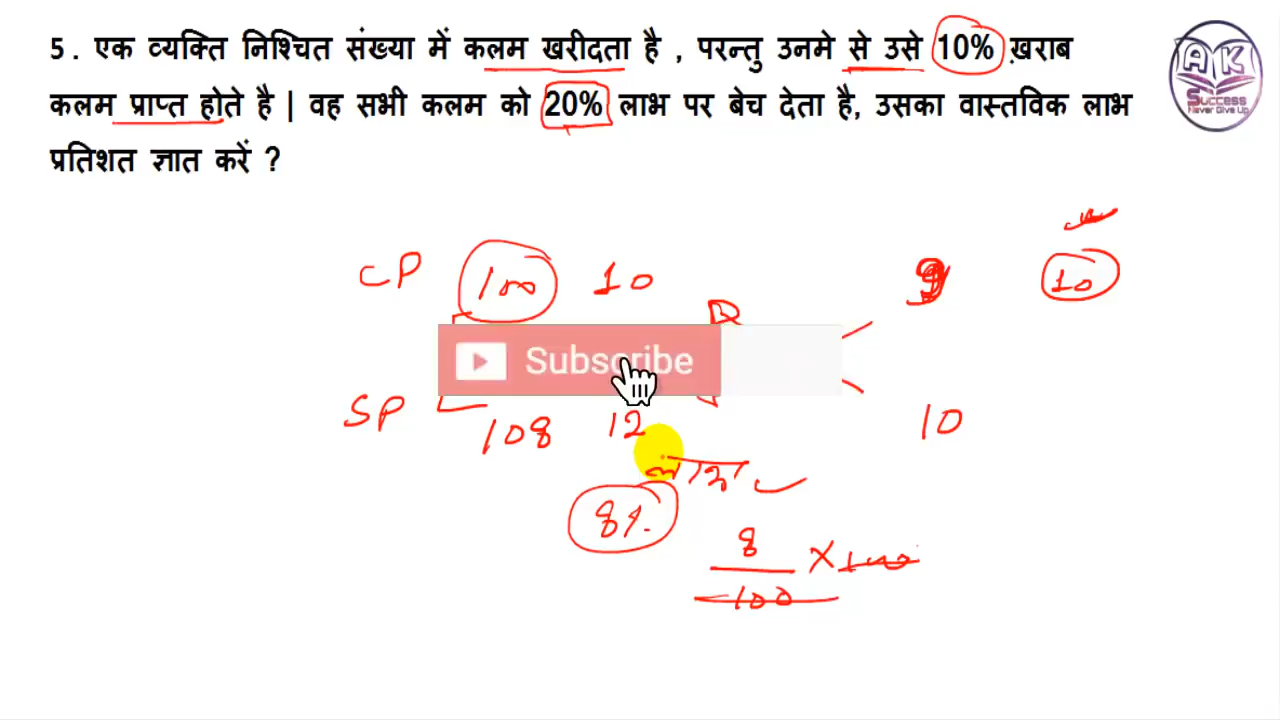 5. एक व्यक्ति निश्चित संख्या में कलम खरीदता है , परन्तु उनमे से उसे 10% ख़राब
कलम प्राप्त होते है | वह सभी कलम को 20% लाभ पर बेच देता है, उसका वास्तविक लाभ
प्रतिशत ज्ञात करें ?
AK
Success
Never Give Up
CP 100 10 9 10
Subscribe
SP 108 12 10
लाभ
8%
8
× 100
100